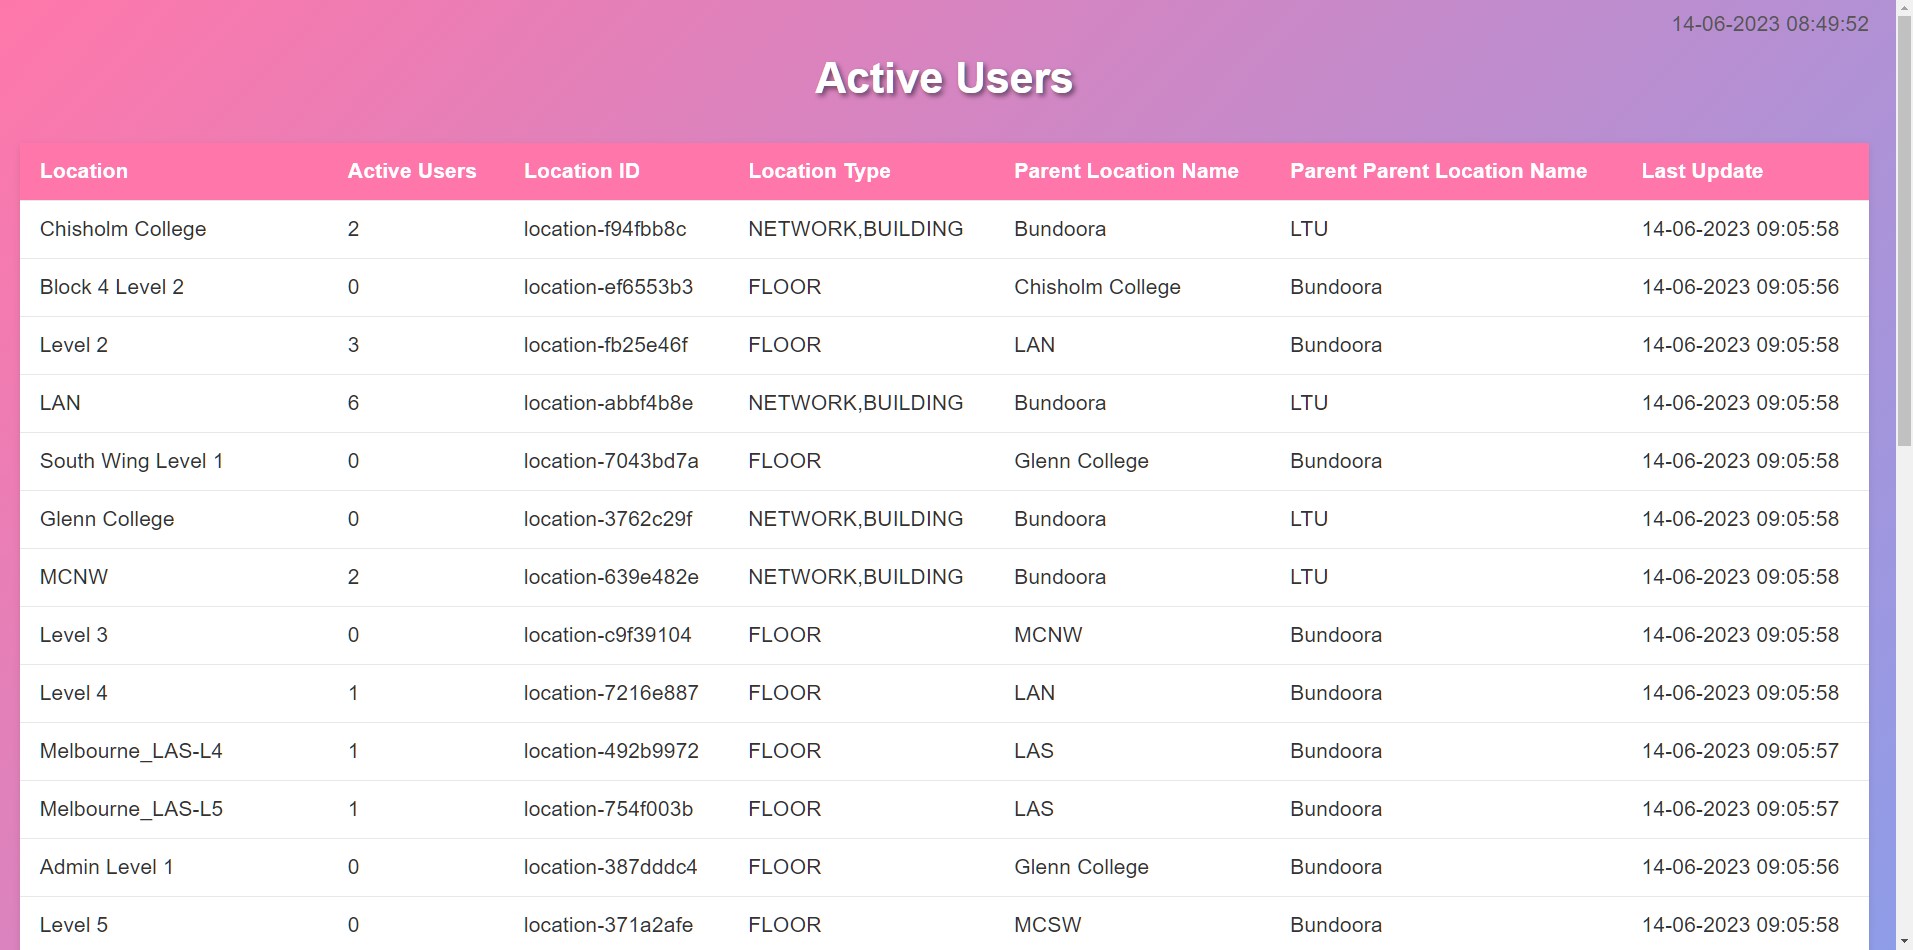 14-06-2023 08:49:52
Active Users
Location Active Users Location ID Location Type Parent Location Name Parent Parent Location Name Last Update
Chisholm College 2 location-f94fbb8c NETWORK,BUILDING Bundoora LTU 14-06-2023 09:05:58
Block 4 Level 2 0 location-ef6553b3 FLOOR Chisholm College Bundoora 14-06-2023 09:05:56
Level 2 3 location-fb25e46f FLOOR LAN Bundoora 14-06-2023 09:05:58
LAN 6 location-abbf4b8e NETWORK,BUILDING Bundoora LTU 14-06-2023 09:05:58
South Wing Level 1 0 location-7043bd7a FLOOR Glenn College Bundoora 14-06-2023 09:05:58
Glenn College 0 location-3762c29f NETWORK,BUILDING Bundoora LTU 14-06-2023 09:05:58
MCNW 2 location-639e482e NETWORK,BUILDING Bundoora LTU 14-06-2023 09:05:58
Level 3 0 location-c9f39104 FLOOR MCNW Bundoora 14-06-2023 09:05:58
Level 4 1 location-7216e887 FLOOR LAN Bundoora 14-06-2023 09:05:58
Melbourne_LAS-L4 1 location-492b9972 FLOOR LAS Bundoora 14-06-2023 09:05:57
Melbourne_LAS-L5 1 location-754f003b FLOOR LAS Bundoora 14-06-2023 09:05:57
Admin Level 1 0 location-387dddc4 FLOOR Glenn College Bundoora 14-06-2023 09:05:56
Level 5 0 location-371a2afe FLOOR MCSW Bundoora 14-06-2023 09:05:58